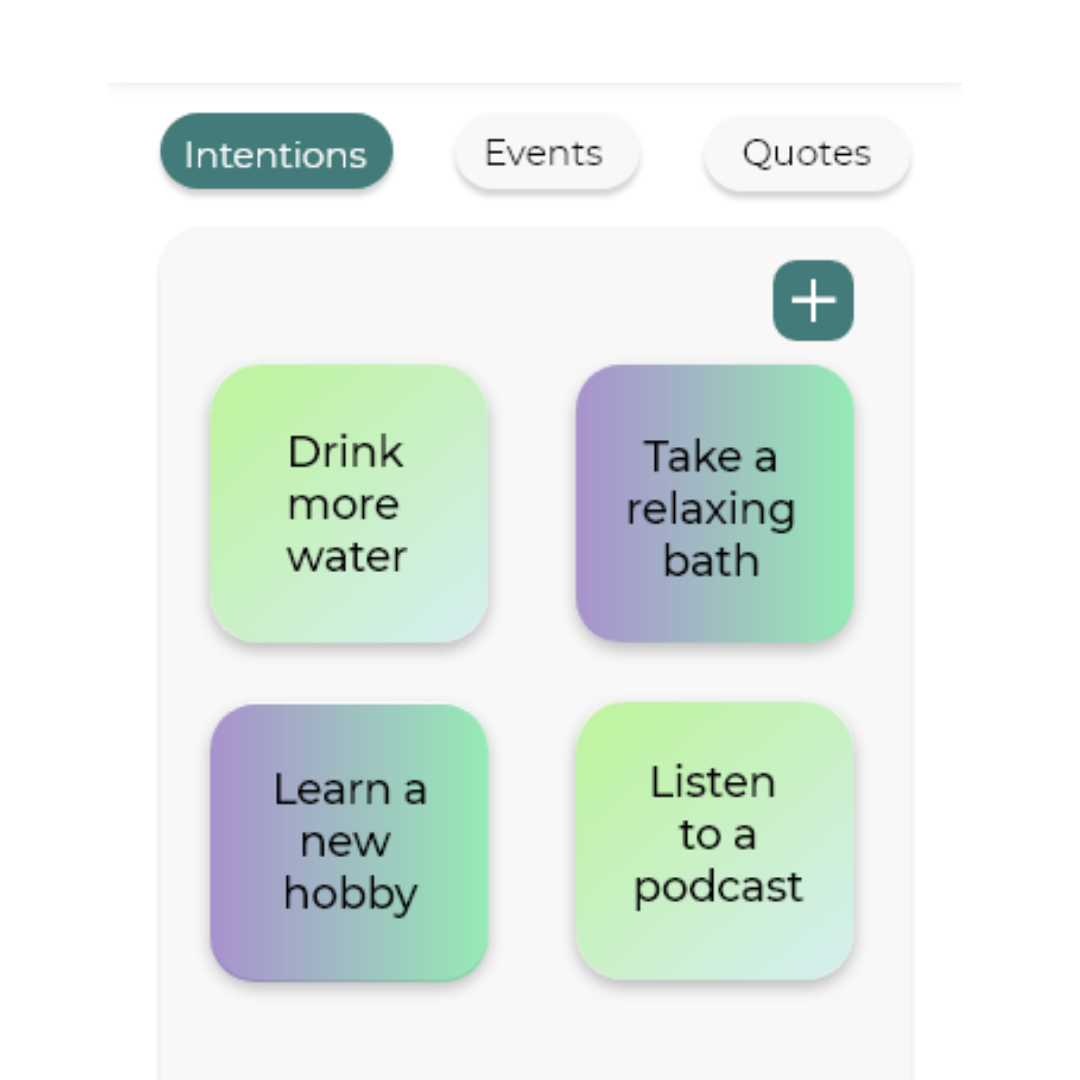 Intentions Events Quotes
Drink
more
water
Take a
relaxing
bath
Learn a
new
hobby
Listen
to a
podcast